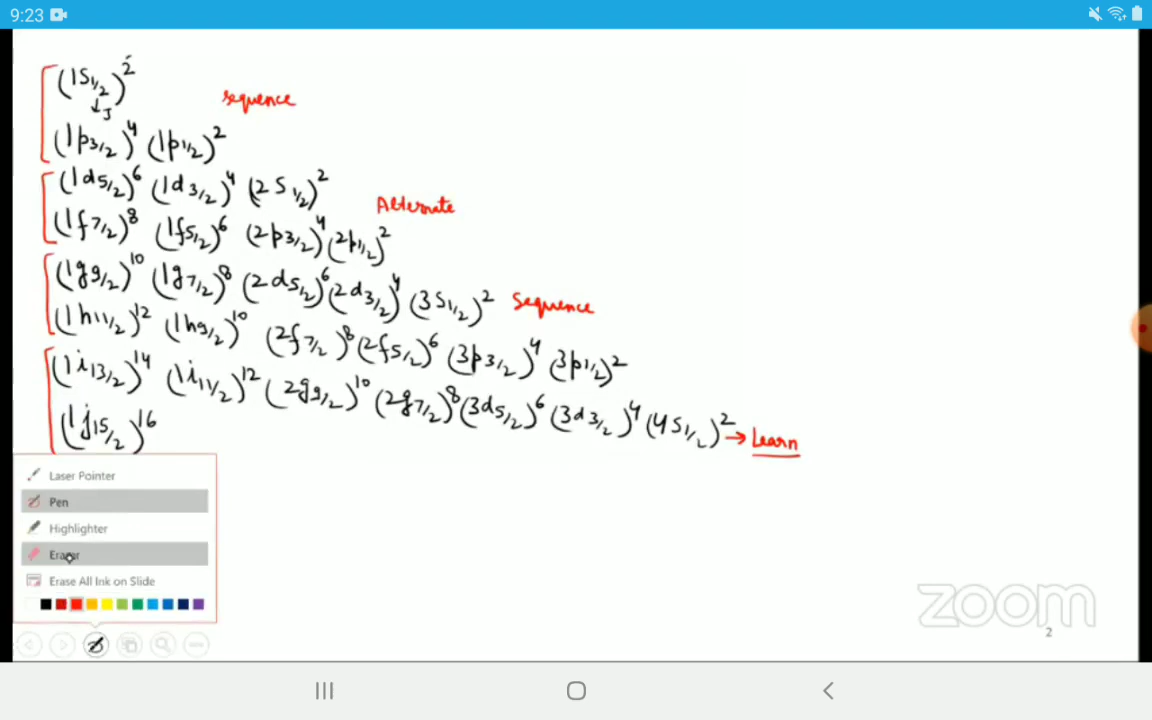 9:23
(1S1/2)²
↓J
sequence
(1p3/2)⁴ (1p1/2)²
(1d5/2)⁶ (1d3/2)⁴ (2S1/2)²
Alternate
(1f7/2)⁸ (1f5/2)⁶ (2p3/2)⁴ (2p1/2)²
(1g9/2)¹⁰ (1g7/2)⁸ (2d5/2)⁶ (2d3/2)⁴ (3S1/2)² Sequence
(1h11/2)¹² (1h9/2)¹⁰ (2f7/2)⁸ (2f5/2)⁶ (3p3/2)⁴ (3p1/2)²
(1i13/2)¹⁴ (1i11/2)¹² (2g9/2)¹⁰ (2g7/2)⁸ (3d5/2)⁶ (3d3/2)⁴ (4S1/2)² → Learn
(1j15/2)¹⁶
Laser Pointer
Pen
Highlighter
Eraser
Erase All Ink on Slide
zoom
2